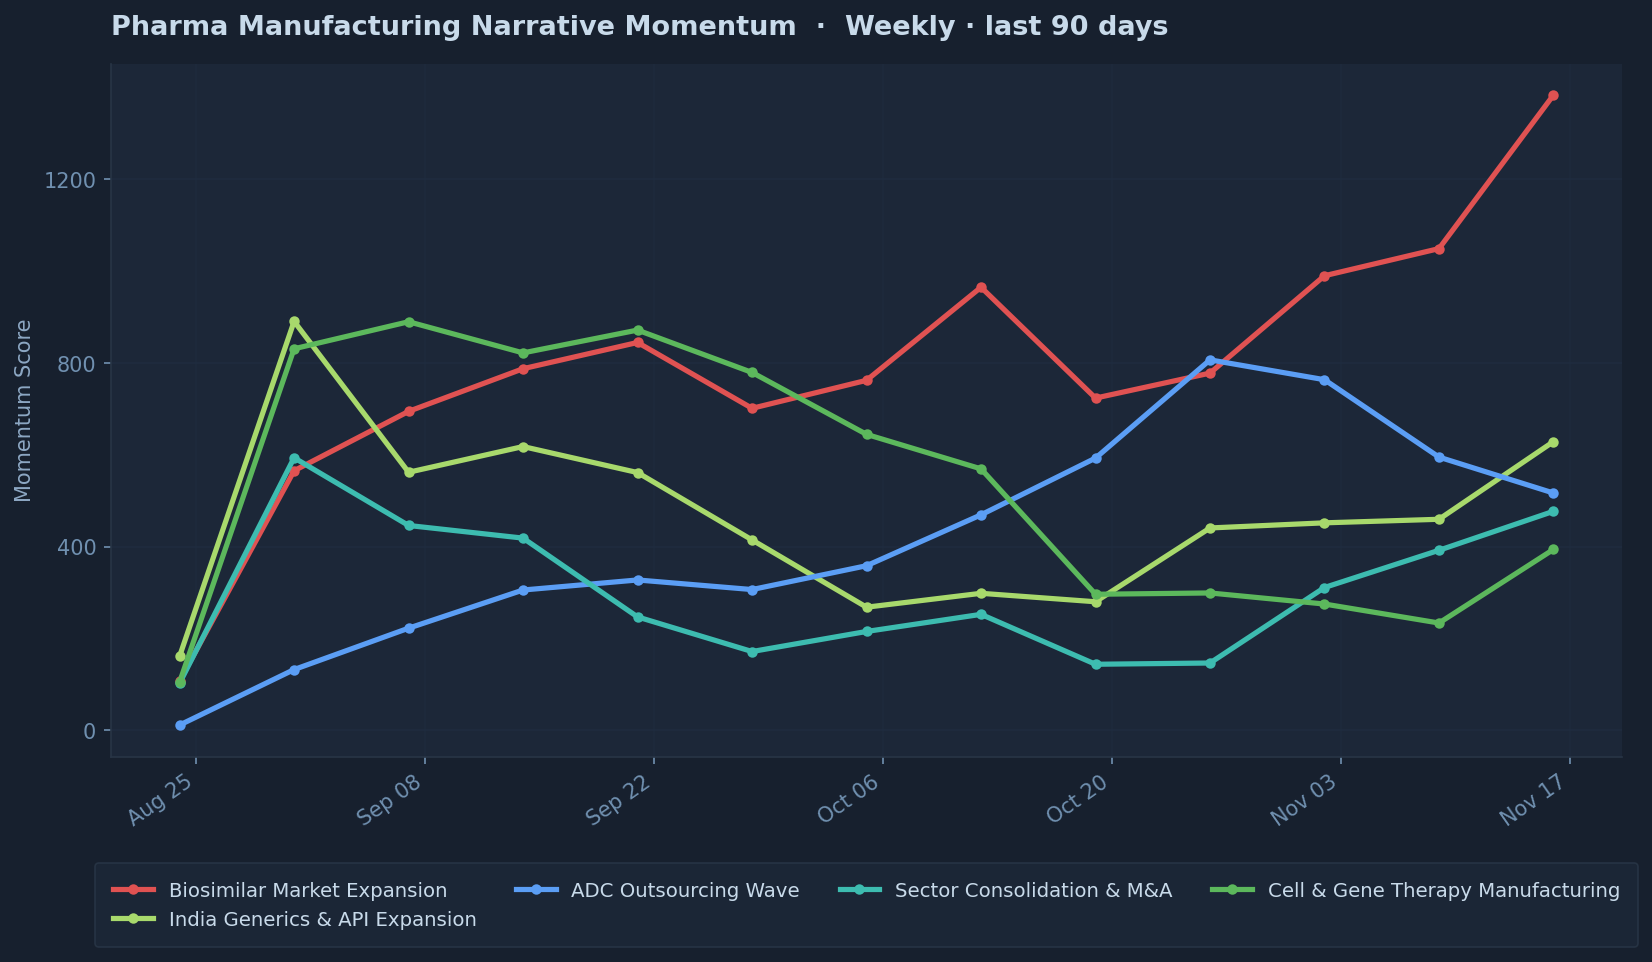 Pharma Manufacturing Narrative Momentum · Weekly · last 90 days
Momentum Score
1200
800
400
0
Aug 25
Sep 08
Sep 22
Oct 06
Oct 20
Nov 03
Nov 17
Biosimilar Market Expansion
ADC Outsourcing Wave
Sector Consolidation & M&A
Cell & Gene Therapy Manufacturing
India Generics & API Expansion